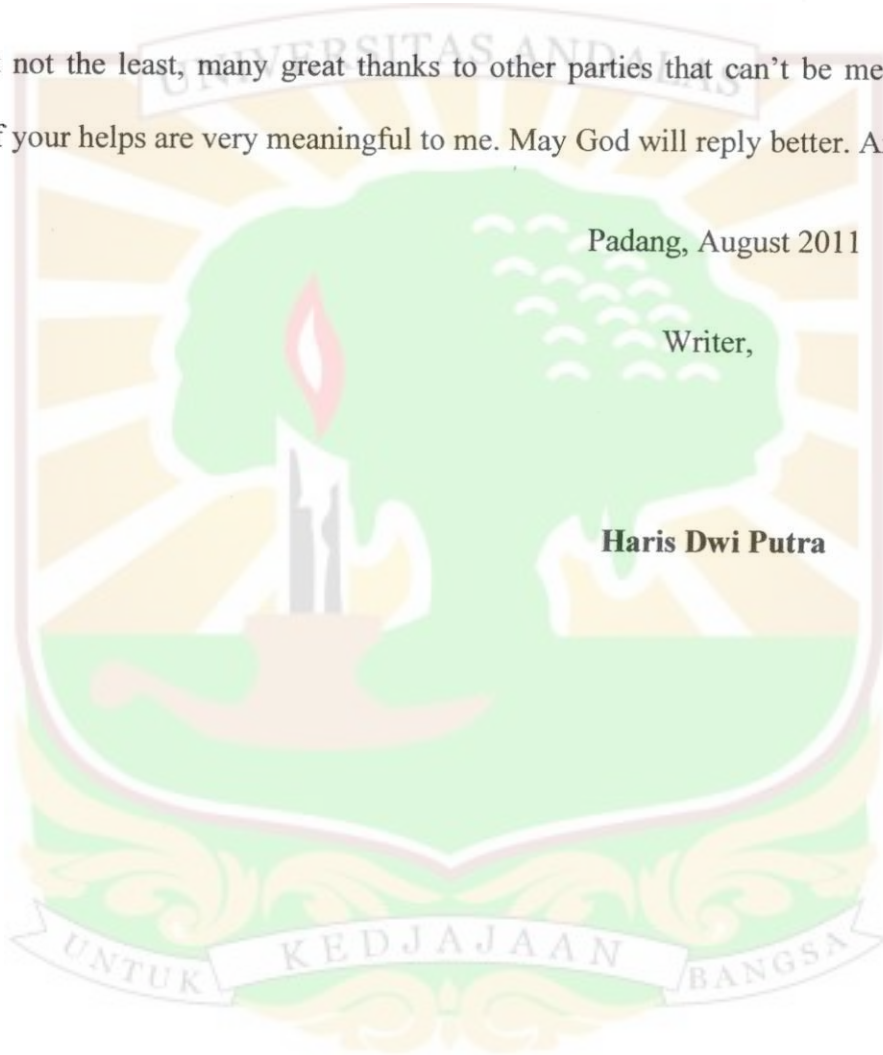 UNIVERSITAS ANDALAS
not the least, many great thanks to other parties that can't be me
your helps are very meaningful to me. May God will reply better. A
Padang, August 2011
Writer,
Haris Dwi Putra
UNTUK KEDJAJAAN BANGSA